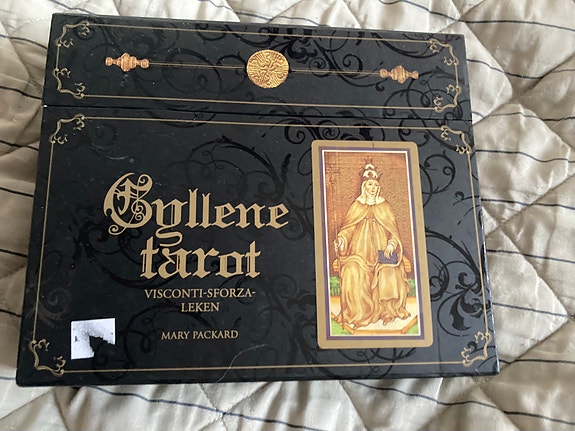 Gyllene
tarot
VISCONTI-SFORZA-
LEKEN
MARY PACKARD